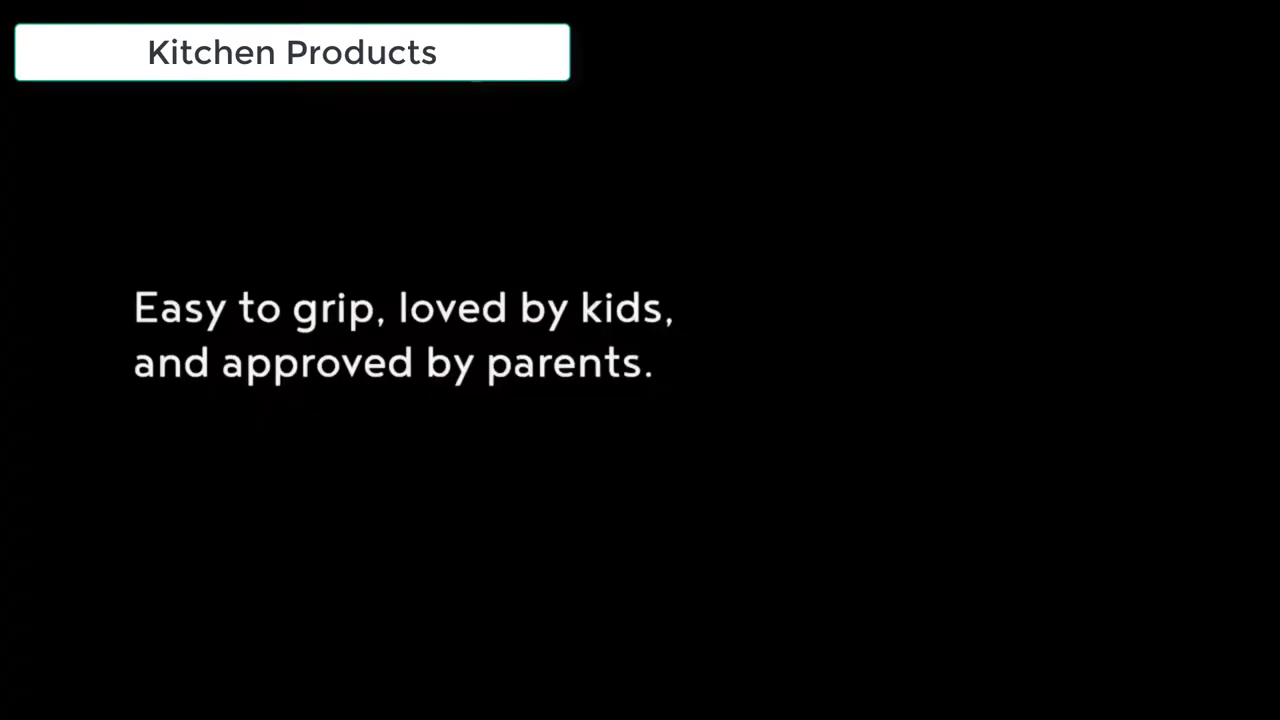 Kitchen Products
Easy to grip, loved by kids,
and approved by parents.